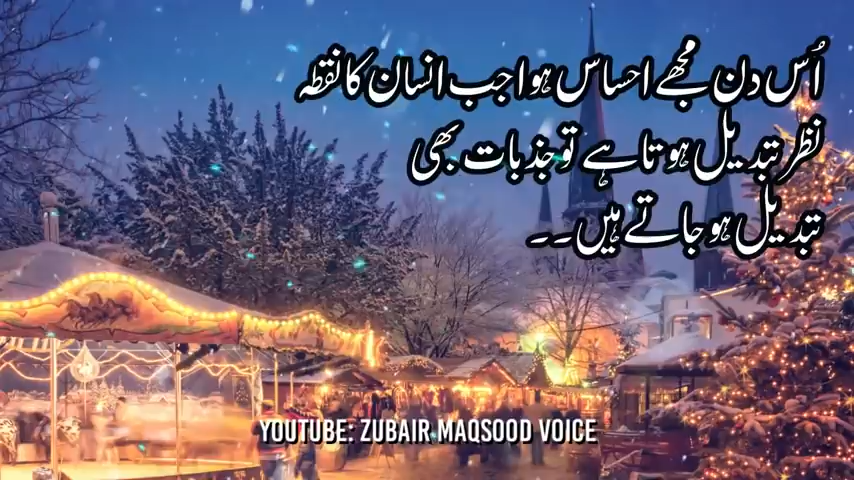 اُس دن مجھے احساس ہوا جب انسان کا نقطہ
نظر تبدیل ہوتا ہے تو جذبات بھی
تبدیل ہو جاتے ہیں۔۔
YOUTUBE: ZUBAIR MAQSOOD VOICE